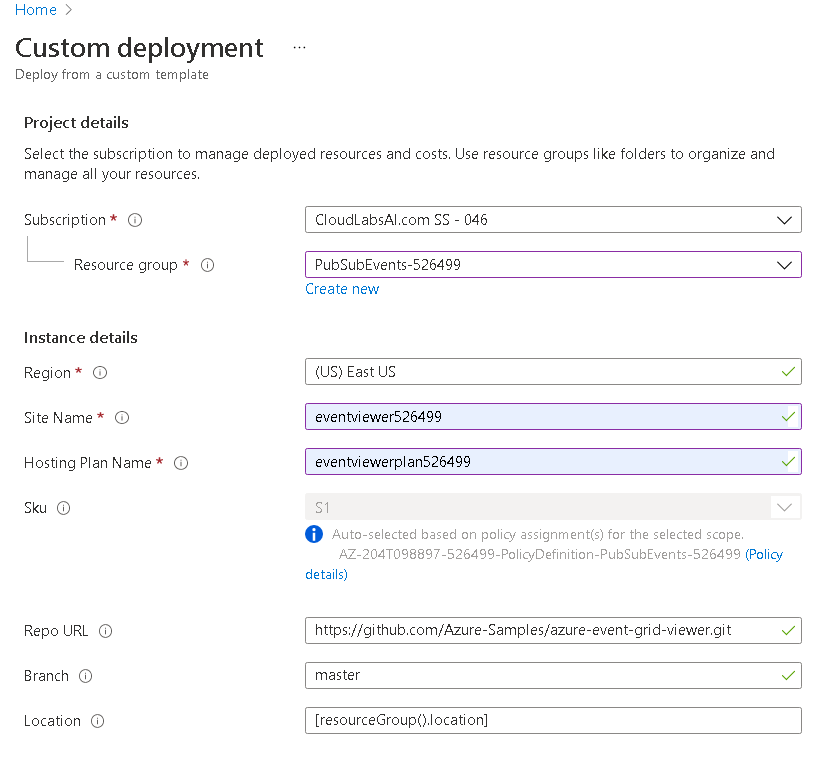 Home >
Custom deployment ...
Deploy from a custom template
Project details
Select the subscription to manage deployed resources and costs. Use resource groups like folders to organize and
manage all your resources.
Subscription * CloudLabsAI.com SS - 046
Resource group * PubSubEvents-526499
Create new
Instance details
Region * (US) East US
Site Name * eventviewer526499
Hosting Plan Name * eventviewerplan526499
Sku S1
Auto-selected based on policy assignment(s) for the selected scope.
AZ-204T098897-526499-PolicyDefinition-PubSubEvents-526499 (Policy
details)
Repo URL https://github.com/Azure-Samples/azure-event-grid-viewer.git
Branch master
Location [resourceGroup().location]